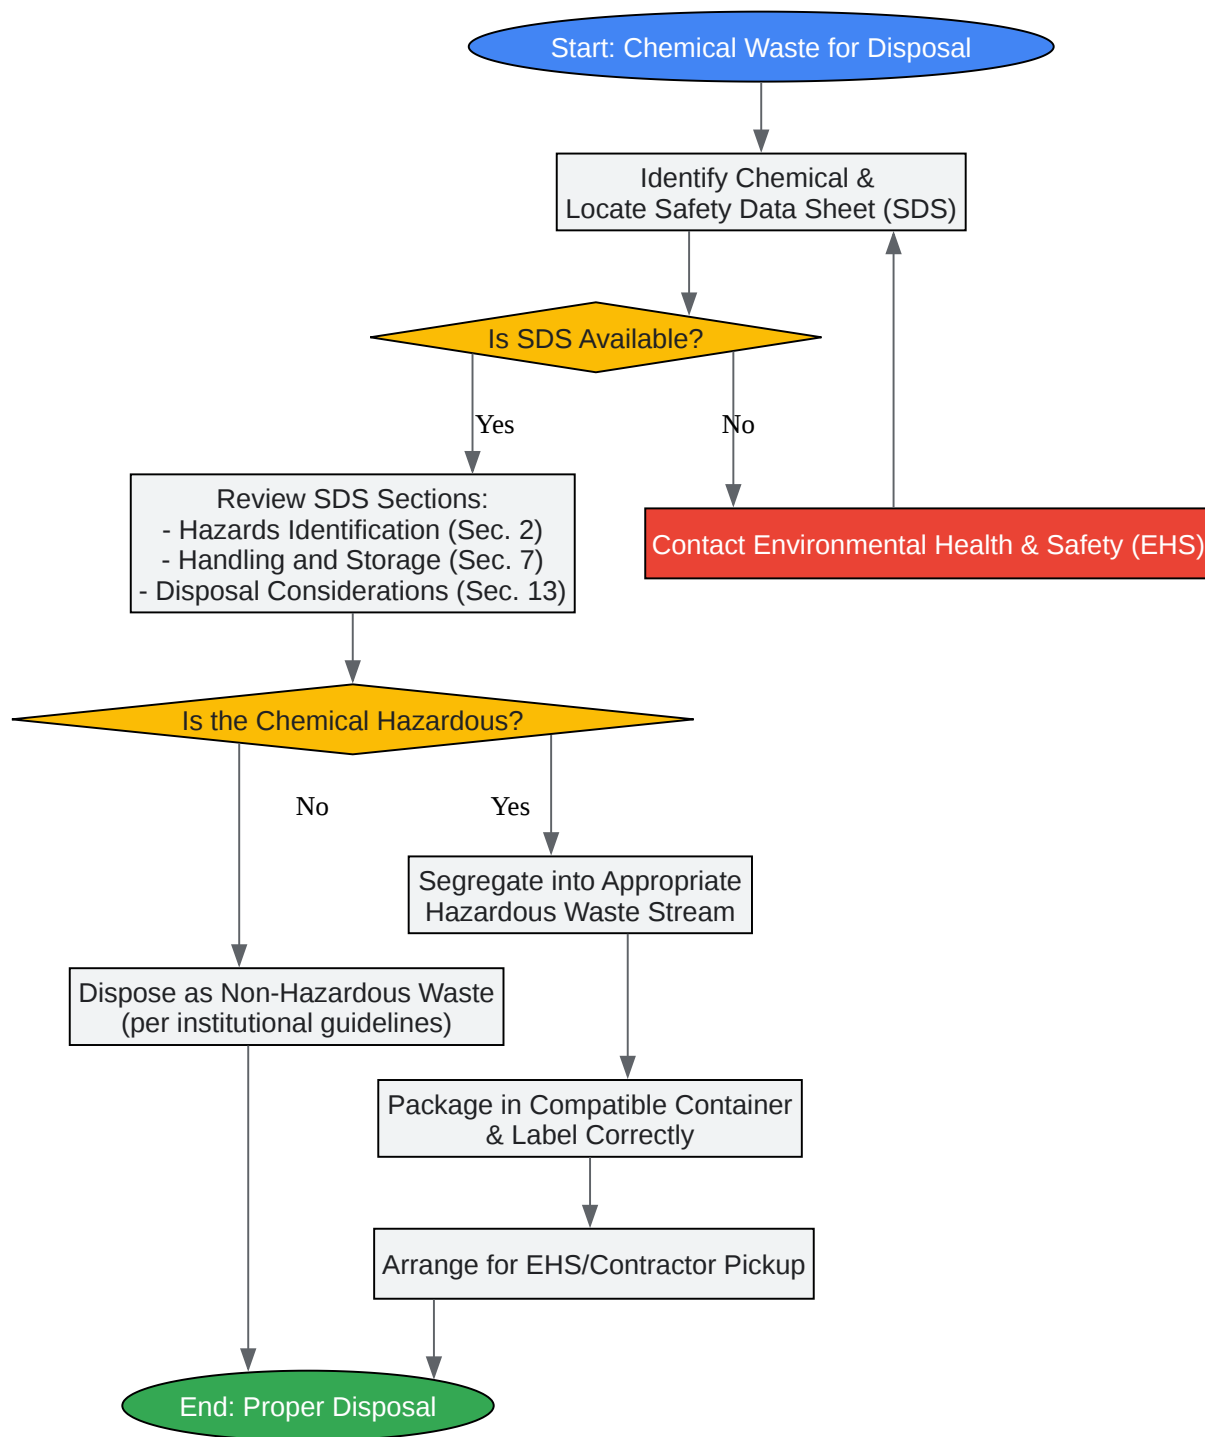 Start: Chemical Waste for Disposal
Identify Chemical &
Locate Safety Data Sheet (SDS)
Is SDS Available?
Yes
No
Review SDS Sections:
- Hazards Identification (Sec. 2)
- Handling and Storage (Sec. 7)
- Disposal Considerations (Sec. 13)
Contact Environmental Health & Safety (EHS)
Is the Chemical Hazardous?
No
Yes
Segregate into Appropriate
Hazardous Waste Stream
Dispose as Non-Hazardous Waste
(per institutional guidelines)
Package in Compatible Container
& Label Correctly
Arrange for EHS/Contractor Pickup
End: Proper Disposal